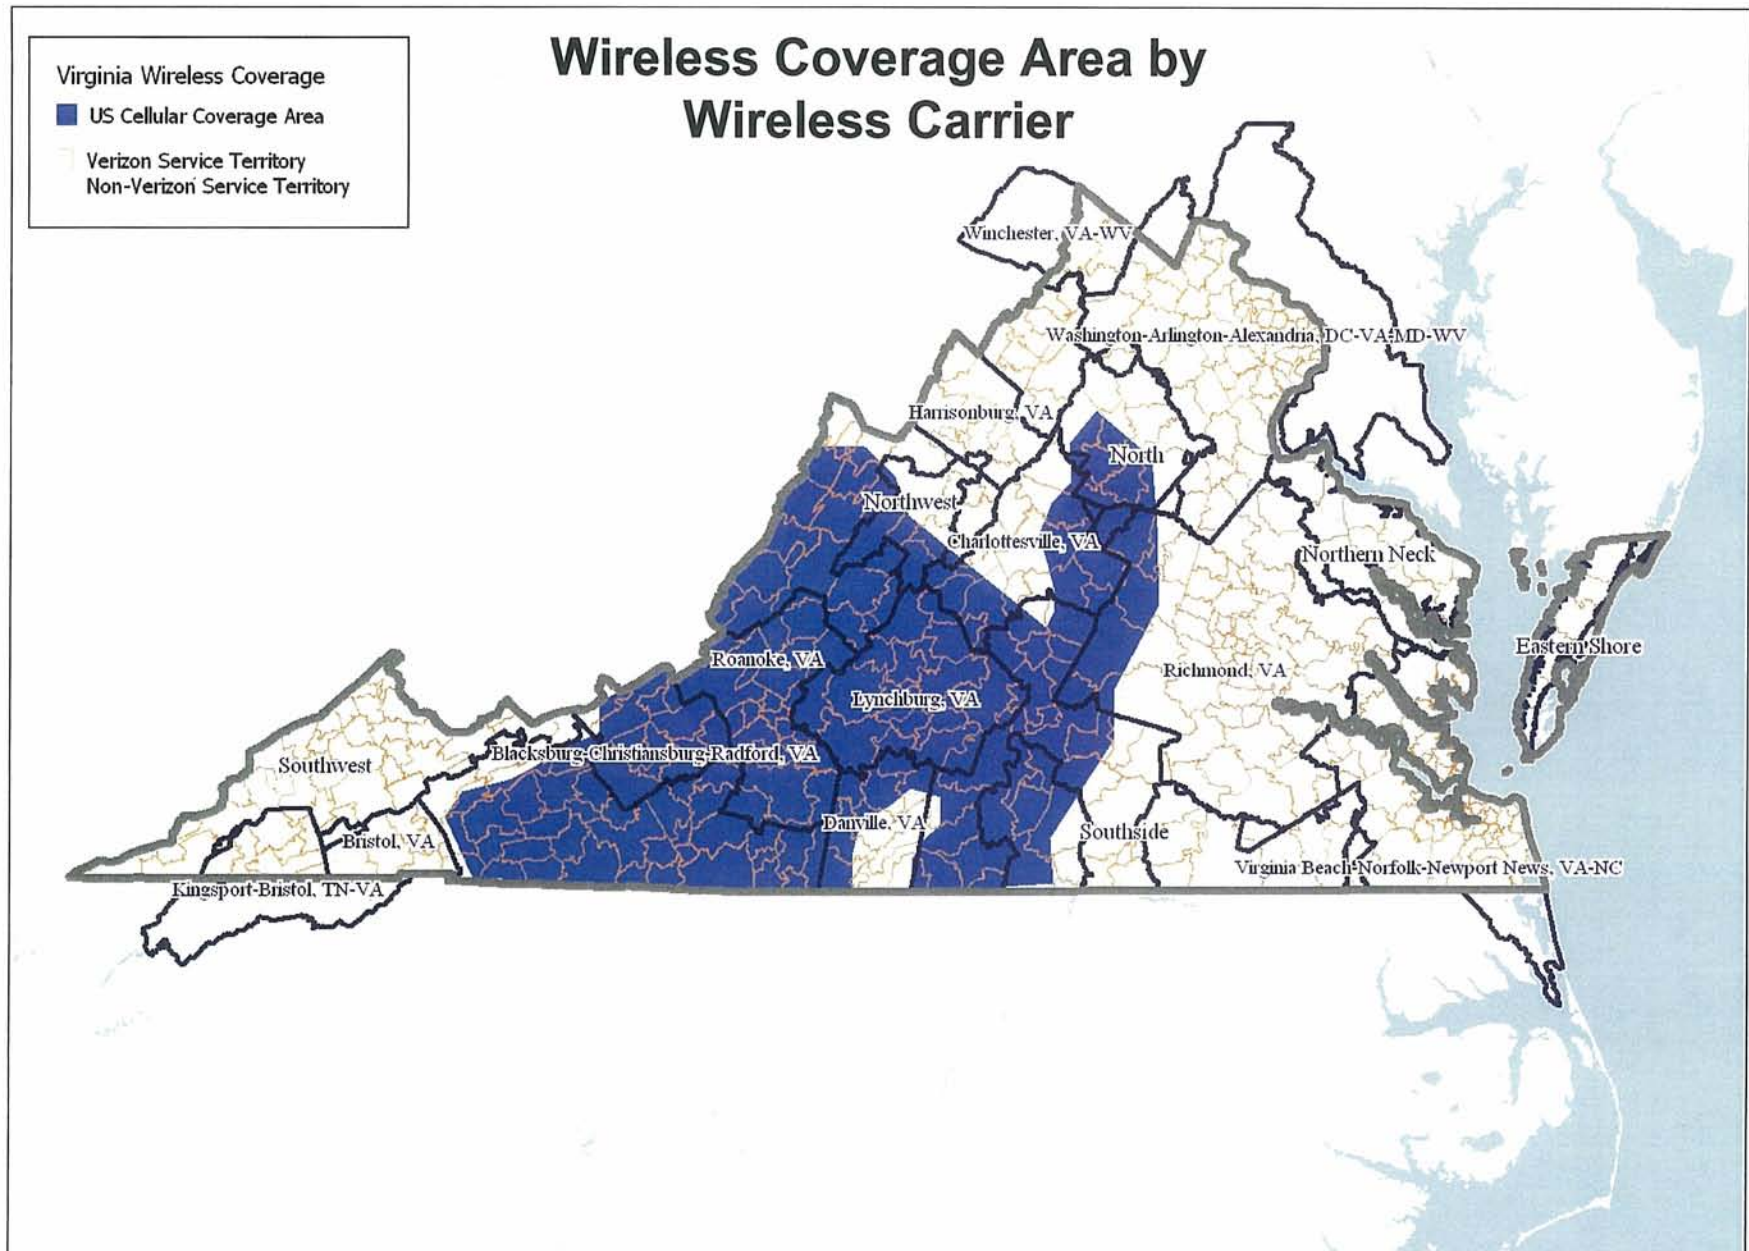 Wireless Coverage Area by
Wireless Carrier
Virginia Wireless Coverage
US Cellular Coverage Area
Verizon Service Territory
Non-Verizon Service Territory
Winchester, VA-WV
Washington-Arlington-Alexandria, DC-VA-MD-WV
Harrisonburg, VA
North
Northwest
Charlottesville, VA
Northern Neck
Eastern Shore
Roanoke, VA
Richmond, VA
Lynchburg, VA
Blacksburg-Christiansburg-Radford, VA
Southwest
Danville, VA
Southside
Bristol, VA
Virginia Beach-Norfolk-Newport News, VA-NC
Kingsport-Bristol, TN-VA